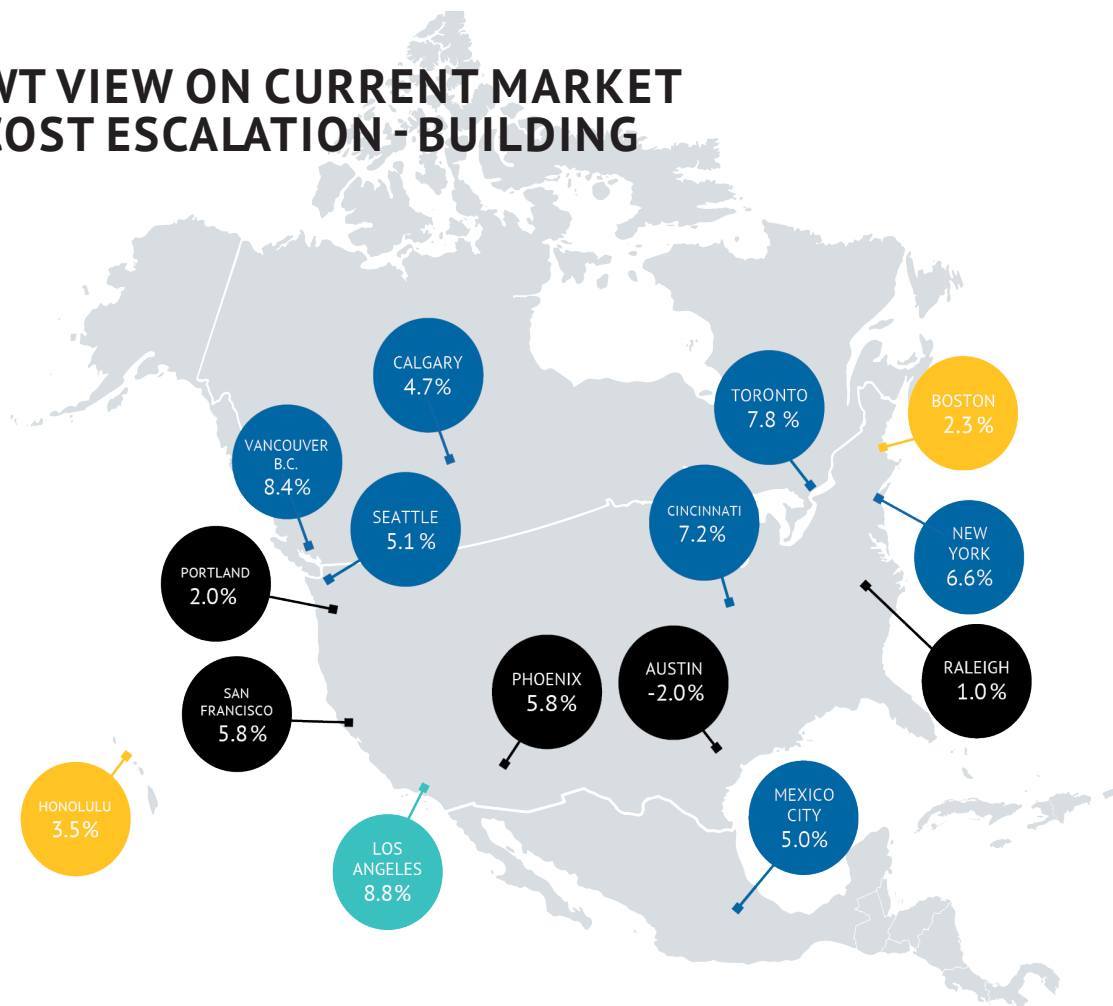 VIEW ON CURRENT MARKET
ESCALATION - BUILDING
CALGARY
4.7%
TORONTO
7.8 %
BOSTON
2.3 %
VANCOUVER
B.C.
8.4%
SEATTLE
5.1 %
CINCINNATI
7.2%
NEW
YORK
6.6%
PORTLAND
2.0%
SAN
FRANCISCO
5.8%
PHOENIX
5.8%
AUSTIN
-2.0%
RALEIGH
1.0 %
HONOLULU
3.5%
LOS
ANGELES
8.8%
MEXICO
CITY
5.0%